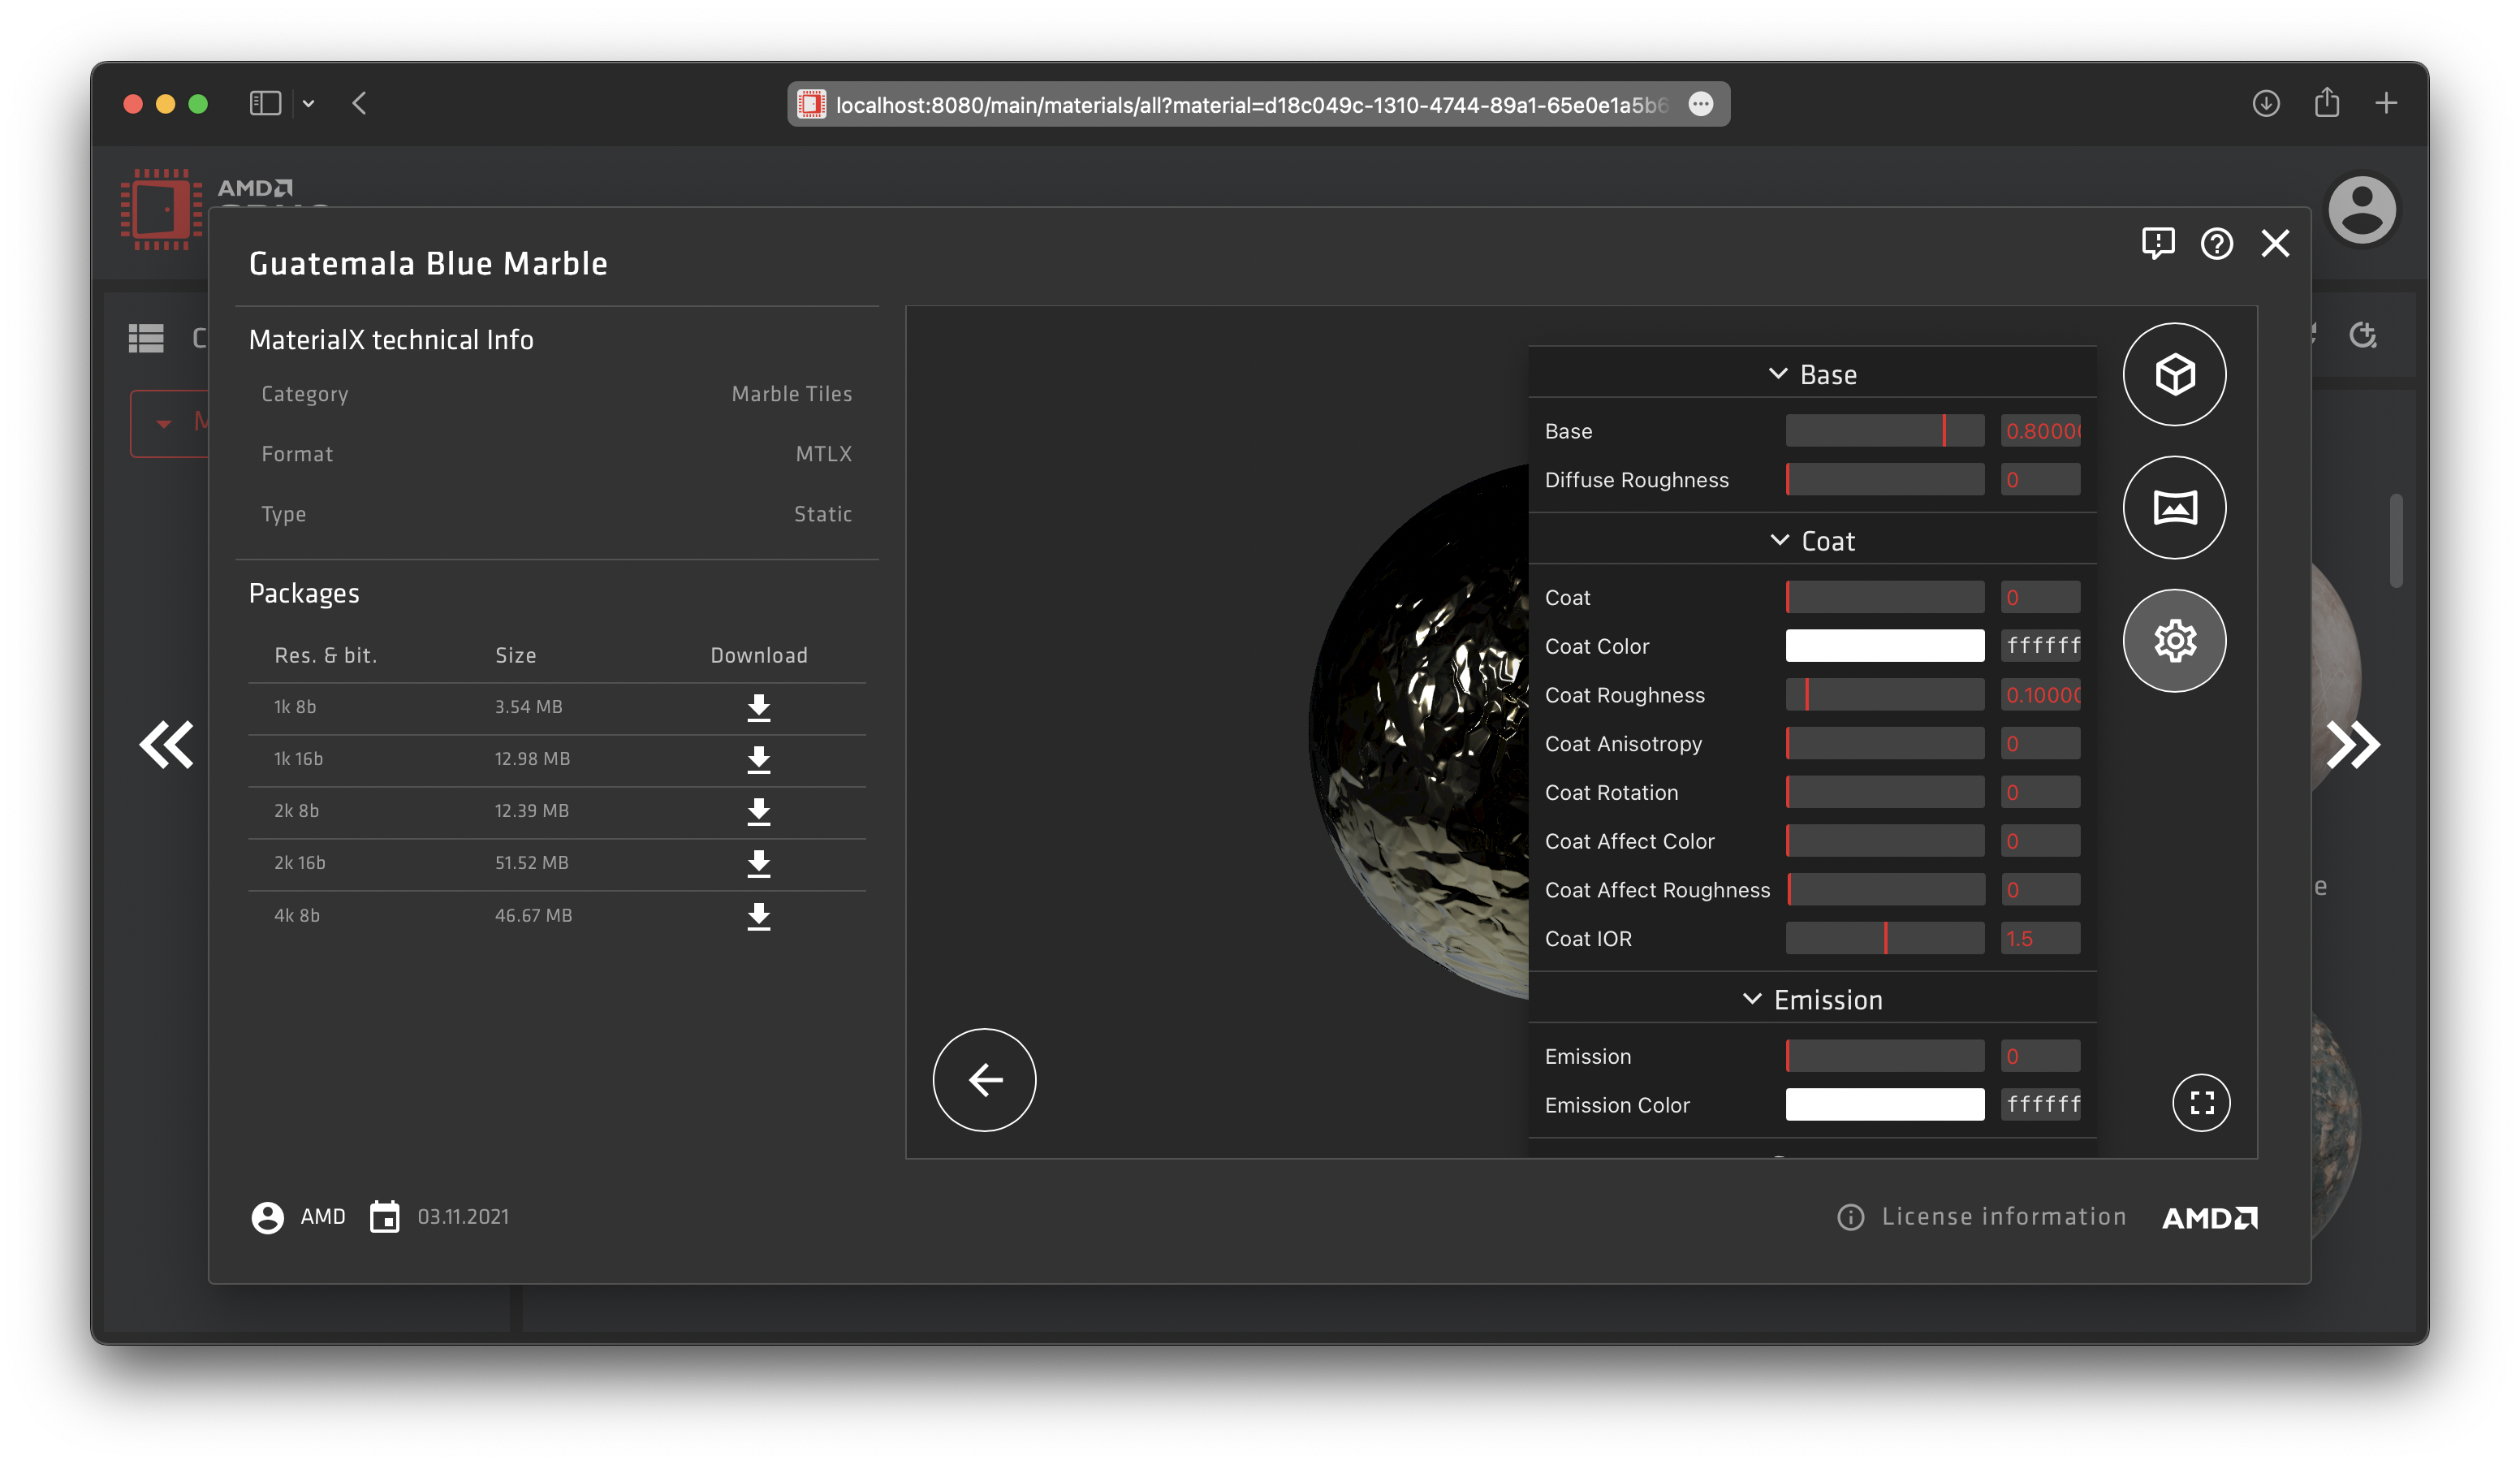 localhost:8080/main/materials/all?material=d18c049c-1310-4744-89a1-65e0e1a5b6
AMD
Guatemala Blue Marble
MaterialX technical Info
Category Marble Tiles
Format MTLX
Type Static
Packages
Res. & bit. Size Download
1k 8b 3.54 MB
1k 16b 12.98 MB
2k 8b 12.39 MB
2k 16b 51.52 MB
4k 8b 46.67 MB
Base
Base 0.8000
Diffuse Roughness 0
Coat
Coat 0
Coat Color ffffff
Coat Roughness 0.1000
Coat Anisotropy 0
Coat Rotation 0
Coat Affect Color 0
Coat Affect Roughness 0
Coat IOR 1.5
Emission
Emission 0
Emission Color ffffff
AMD 03.11.2021
License information AMD